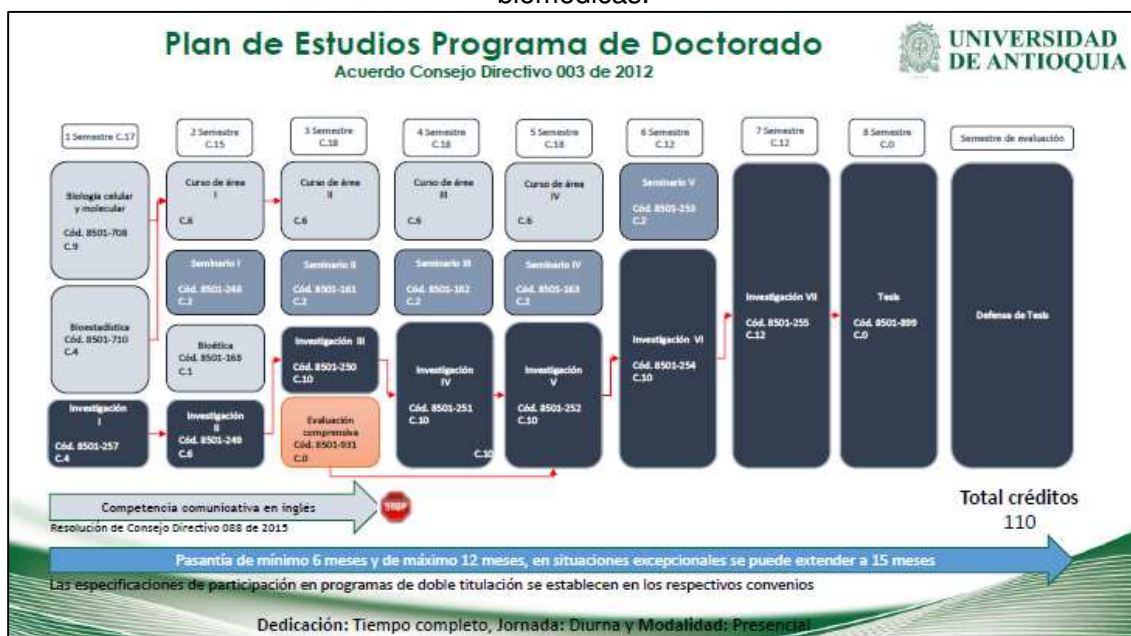 biomédicas.
Plan de Estudios Programa de Doctorado
Acuerdo Consejo Directivo 003 de 2012
UNIVERSIDAD
DE ANTIOQUIA
1 Semestre C.17
2 Semestre
C.15
3 Semestre
C.18
4 Semestre
C.18
5 Semestre
C.18
6 Semestre
C.12
7 Semestre
C.12
8 Semestre
C.0
Semestre de evaluación
Biología celular
y molecular
Cód. 8501-708
C.9
Bioestadística
Cód. 8501-710
C.4
Investigación
I
Cód. 8501-257
C.4
Curso de área
I
C.6
Seminario I
Cód. 8501-248
C.2
Bioética
Cód. 8501-168
C.1
Investigación
II
Cód. 8501-249
C.6
Curso de área
II
C.6
Seminario II
Cód. 8501-161
C.2
Investigación III
Cód. 8501-250
C.10
Evaluación
comprensiva
Cód. 8501-931
C.0
Curso de área
III
C.6
Seminario III
Cód. 8501-162
C.2
Investigación
IV
Cód. 8501-251
C.10
C.10
Curso de área
IV
C.6
Seminario IV
Cód. 8501-163
C.2
Investigación
V
Cód. 8501-252
C.10
Seminario V
Cód. 8501-253
C.2
Investigación VI
Cód. 8501-254
C.10
Investigación VII
Cód. 8501-255
C.12
Tesis
Cód. 8501-899
C.0
Defensa de Tesis
Competencia comunicativa en inglés
STOP
Resolución de Consejo Directivo 088 de 2015
Total créditos
110
Pasantía de mínimo 6 meses y de máximo 12 meses, en situaciones excepcionales se puede extender a 15 meses
Las especificaciones de participación en programas de doble titulación se establecen en los respectivos convenios
Dedicación: Tiempo completo, Jornada: Diurna y Modalidad: Presencial